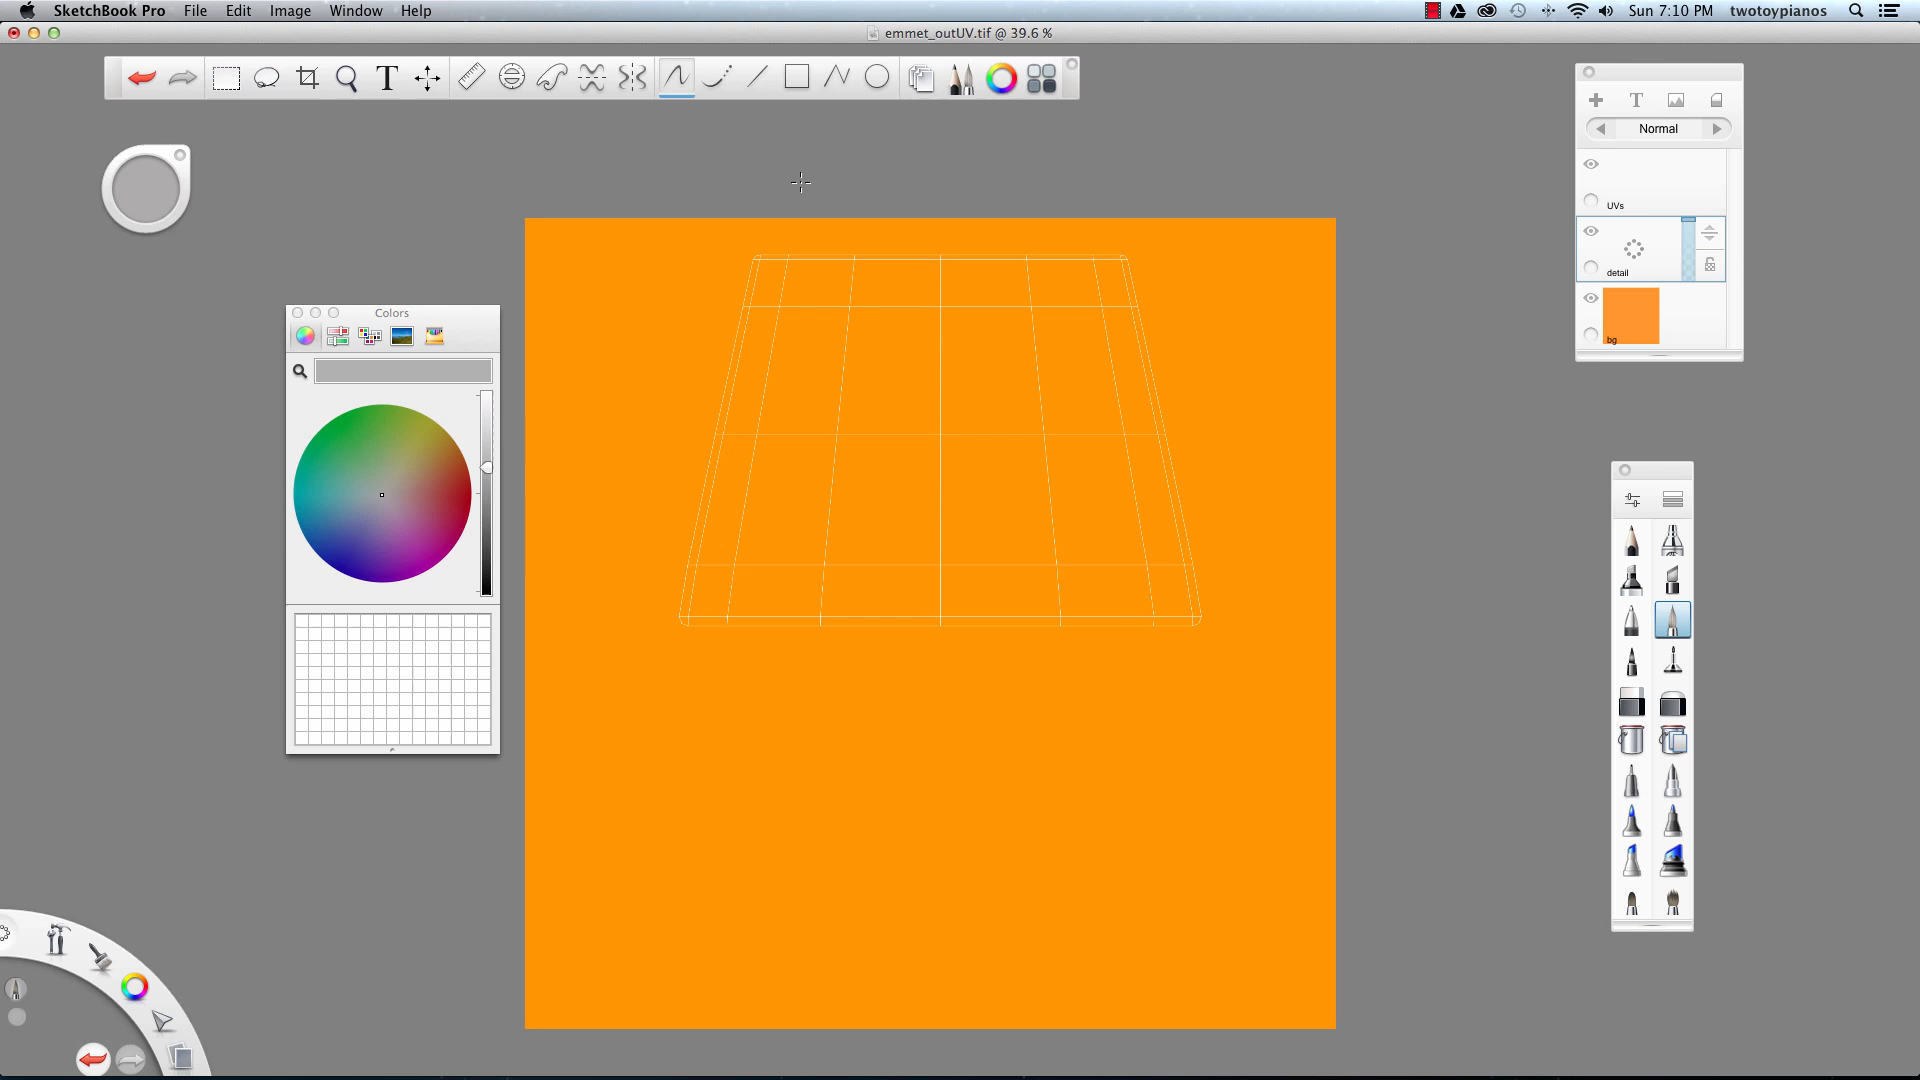 SketchBook Pro File Edit Image Window Help Sun 7:10 PM twotoypianos
emmet_outUV.tif @ 39.6 %
T
T
Normal
UVs
detail
bg
Colors